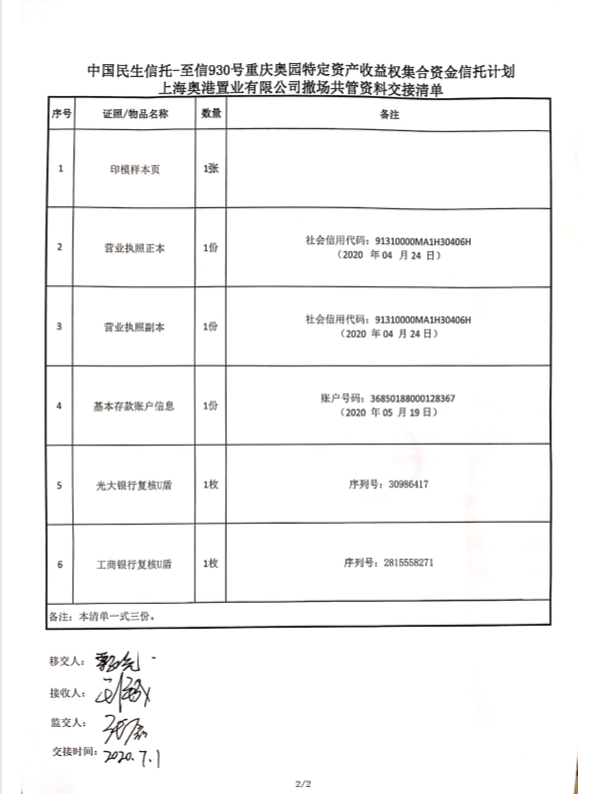 中国民生信托-至信930号重庆奥园特定资产收益权集合资金信托计划
上海奥港置业有限公司撤场共管资料交接清单
序号 证照/物品名称 数量 备注
1 印模样本页 1张
2 营业执照正本 1份 社会信用代码：91310000MA1H30406H
（2020 年 04 月 24 日）
3 营业执照副本 1份 社会信用代码：91310000MA1H30406H
（2020 年 04 月 24 日）
4 基本存款账户信息 1份 账户号码：36850188000128367
（2020 年 05 月 19 日）
5 光大银行复核U盾 1枚 序列号：30986417
6 工商银行复核U盾 1枚 序列号：2815558271
备注：本清单一式三份。
移交人：
接收人：
监交人：
交接时间：2020.7.1
2/2